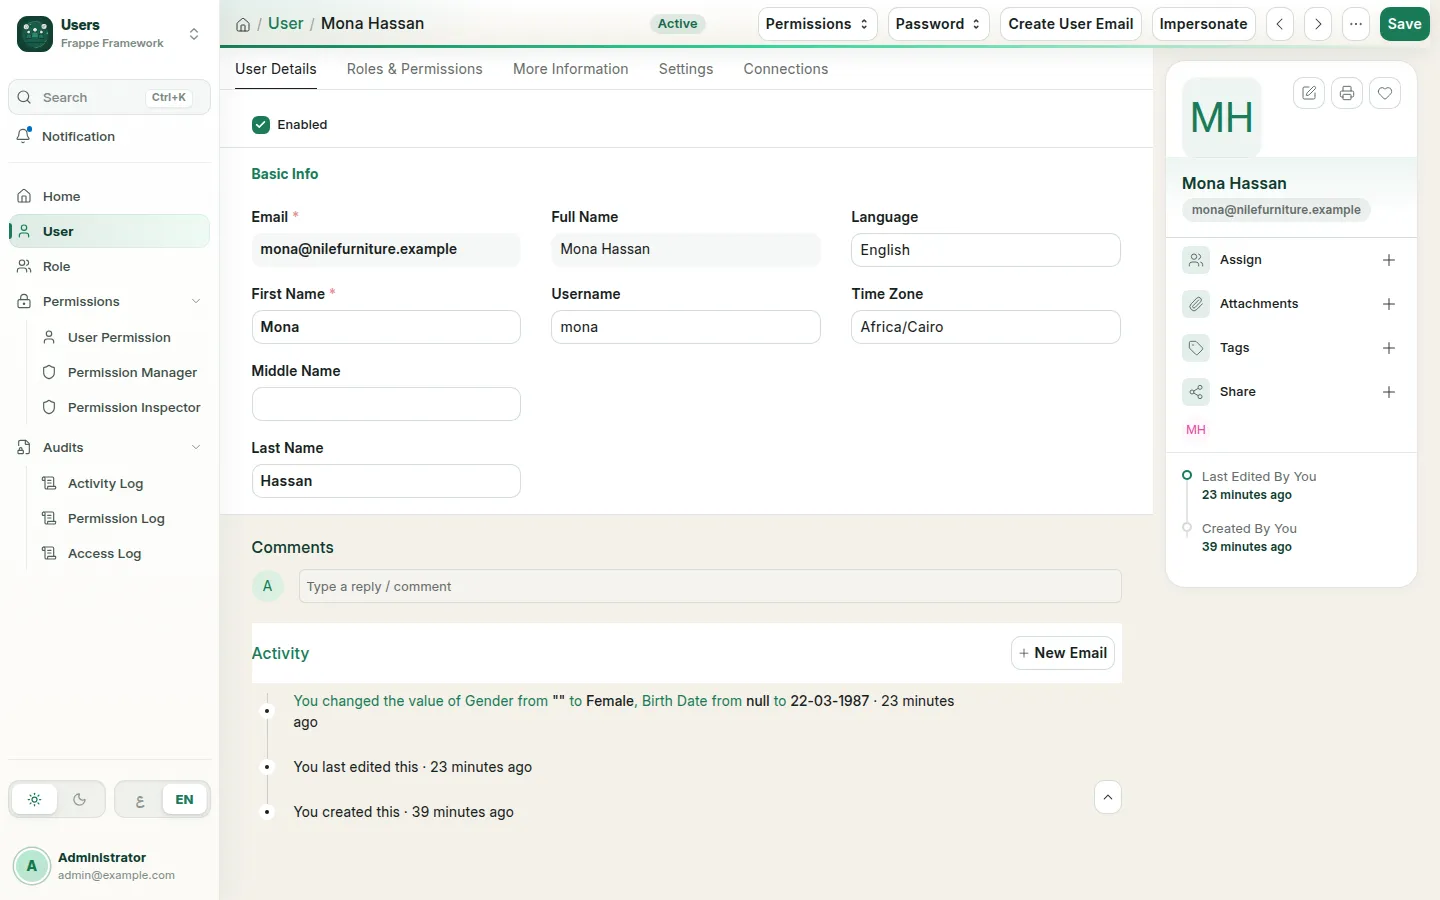 Users
Frappe Framework
Search
Ctrl+K
Notification
Home
User
Role
Permissions
User Permission
Permission Manager
Permission Inspector
Audits
Activity Log
Permission Log
Access Log
ع
EN
A
Administrator
admin@example.com
/ User / Mona Hassan
Active
Permissions
Password
Create User Email
Impersonate
Save
User Details
Roles & Permissions
More Information
Settings
Connections
Enabled
Basic Info
Email *
mona@nilefurniture.example
Full Name
Mona Hassan
Language
English
First Name *
Mona
Username
mona
Time Zone
Africa/Cairo
Middle Name
Last Name
Hassan
Comments
A
Type a reply / comment
Activity
New Email
You changed the value of Gender from "" to Female, Birth Date from null to 22-03-1987 · 23 minutes
ago
You last edited this · 23 minutes ago
You created this · 39 minutes ago
MH
Mona Hassan
mona@nilefurniture.example
Assign
Attachments
Tags
Share
MH
Last Edited By You
23 minutes ago
Created By You
39 minutes ago